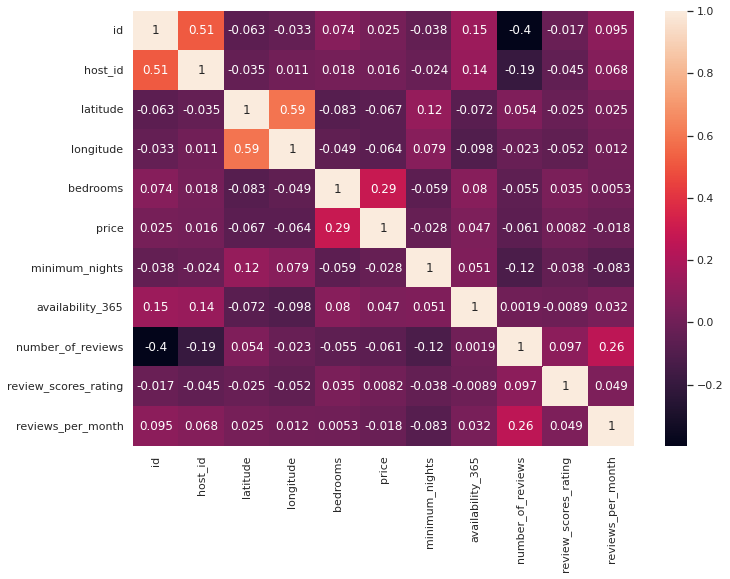 id 1 0.51 -0.063 -0.033 0.074 0.025 -0.038 0.15 -0.4 -0.017 0.095
host_id 0.51 1 -0.035 0.011 0.018 0.016 -0.024 0.14 -0.19 -0.045 0.068
latitude -0.063 -0.035 1 0.59 -0.083 -0.067 0.12 -0.072 0.054 -0.025 0.025
longitude -0.033 0.011 0.59 1 -0.049 -0.064 0.079 -0.098 -0.023 -0.052 0.012
bedrooms 0.074 0.018 -0.083 -0.049 1 0.29 -0.059 0.08 -0.055 0.035 0.0053
price 0.025 0.016 -0.067 -0.064 0.29 1 -0.028 0.047 -0.061 0.0082 -0.018
minimum_nights -0.038 -0.024 0.12 0.079 -0.059 -0.028 1 0.051 -0.12 -0.038 -0.083
availability_365 0.15 0.14 -0.072 -0.098 0.08 0.047 0.051 1 0.0019 -0.0089 0.032
number_of_reviews -0.4 -0.19 0.054 -0.023 -0.055 -0.061 -0.12 0.0019 1 0.097 0.26
review_scores_rating -0.017 -0.045 -0.025 -0.052 0.035 0.0082 -0.038 -0.0089 0.097 1 0.049
reviews_per_month 0.095 0.068 0.025 0.012 0.0053 -0.018 -0.083 0.032 0.26 0.049 1
id host_id latitude longitude bedrooms price minimum_nights availability_365 number_of_reviews review_scores_rating reviews_per_month
1.0
0.8
0.6
0.4
0.2
0.0
−0.2